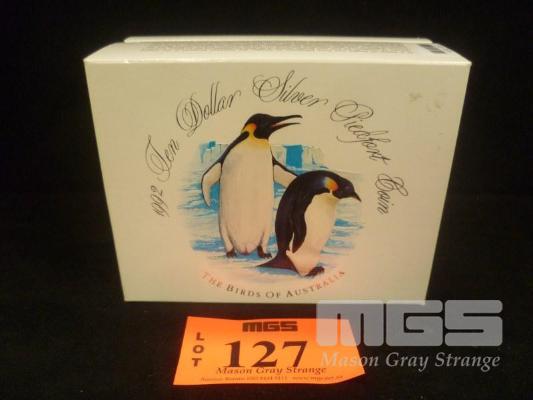 1992 Ten Dollar Silver Piedfort Coin
THE BIRDS OF AUSTRALIA
MGS
LOT 127
Mason Gray Strange
MGS
Mason Gray Strange